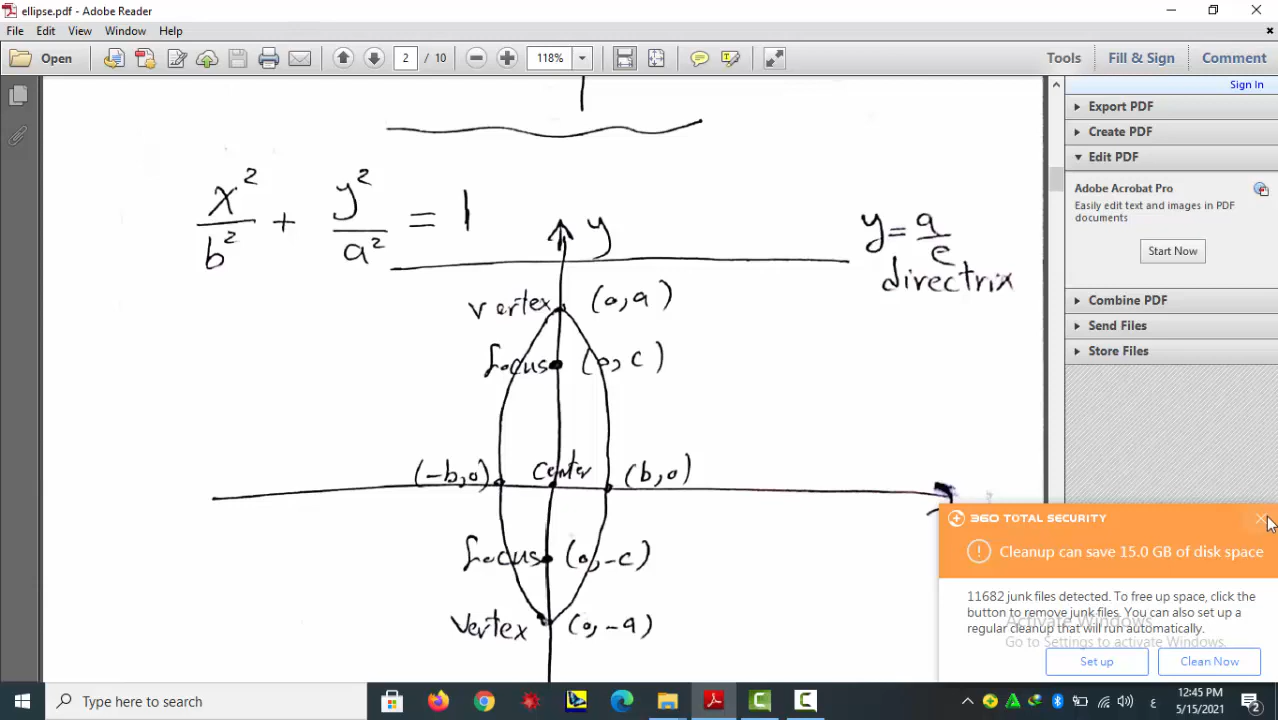 ellipse.pdf - Adobe Reader
File Edit View Window Help
Open 2 / 10 118% Tools Fill & Sign Comment
Sign In
Export PDF
Create PDF
Edit PDF
Adobe Acrobat Pro
Easily edit text and images in PDF
documents
Start Now
Combine PDF
Send Files
Store Files
x²/b² + y²/a² = 1
y
y = a/e
directrix
vertex (0,a)
focus (0,c)
(-b,0) Center (b,0)
focus (0,-c)
Vertex (0,-a)
360 TOTAL SECURITY
Cleanup can save 15.0 GB of disk space
11682 junk files detected. To free up space, click the
button to remove junk files. You can also set up a
regular cleanup that will run automatically.
Activate Windows
Go to Settings to activate Windows.
Set up Clean Now
Type here to search
ع 12:45 PM
5/15/2021
2